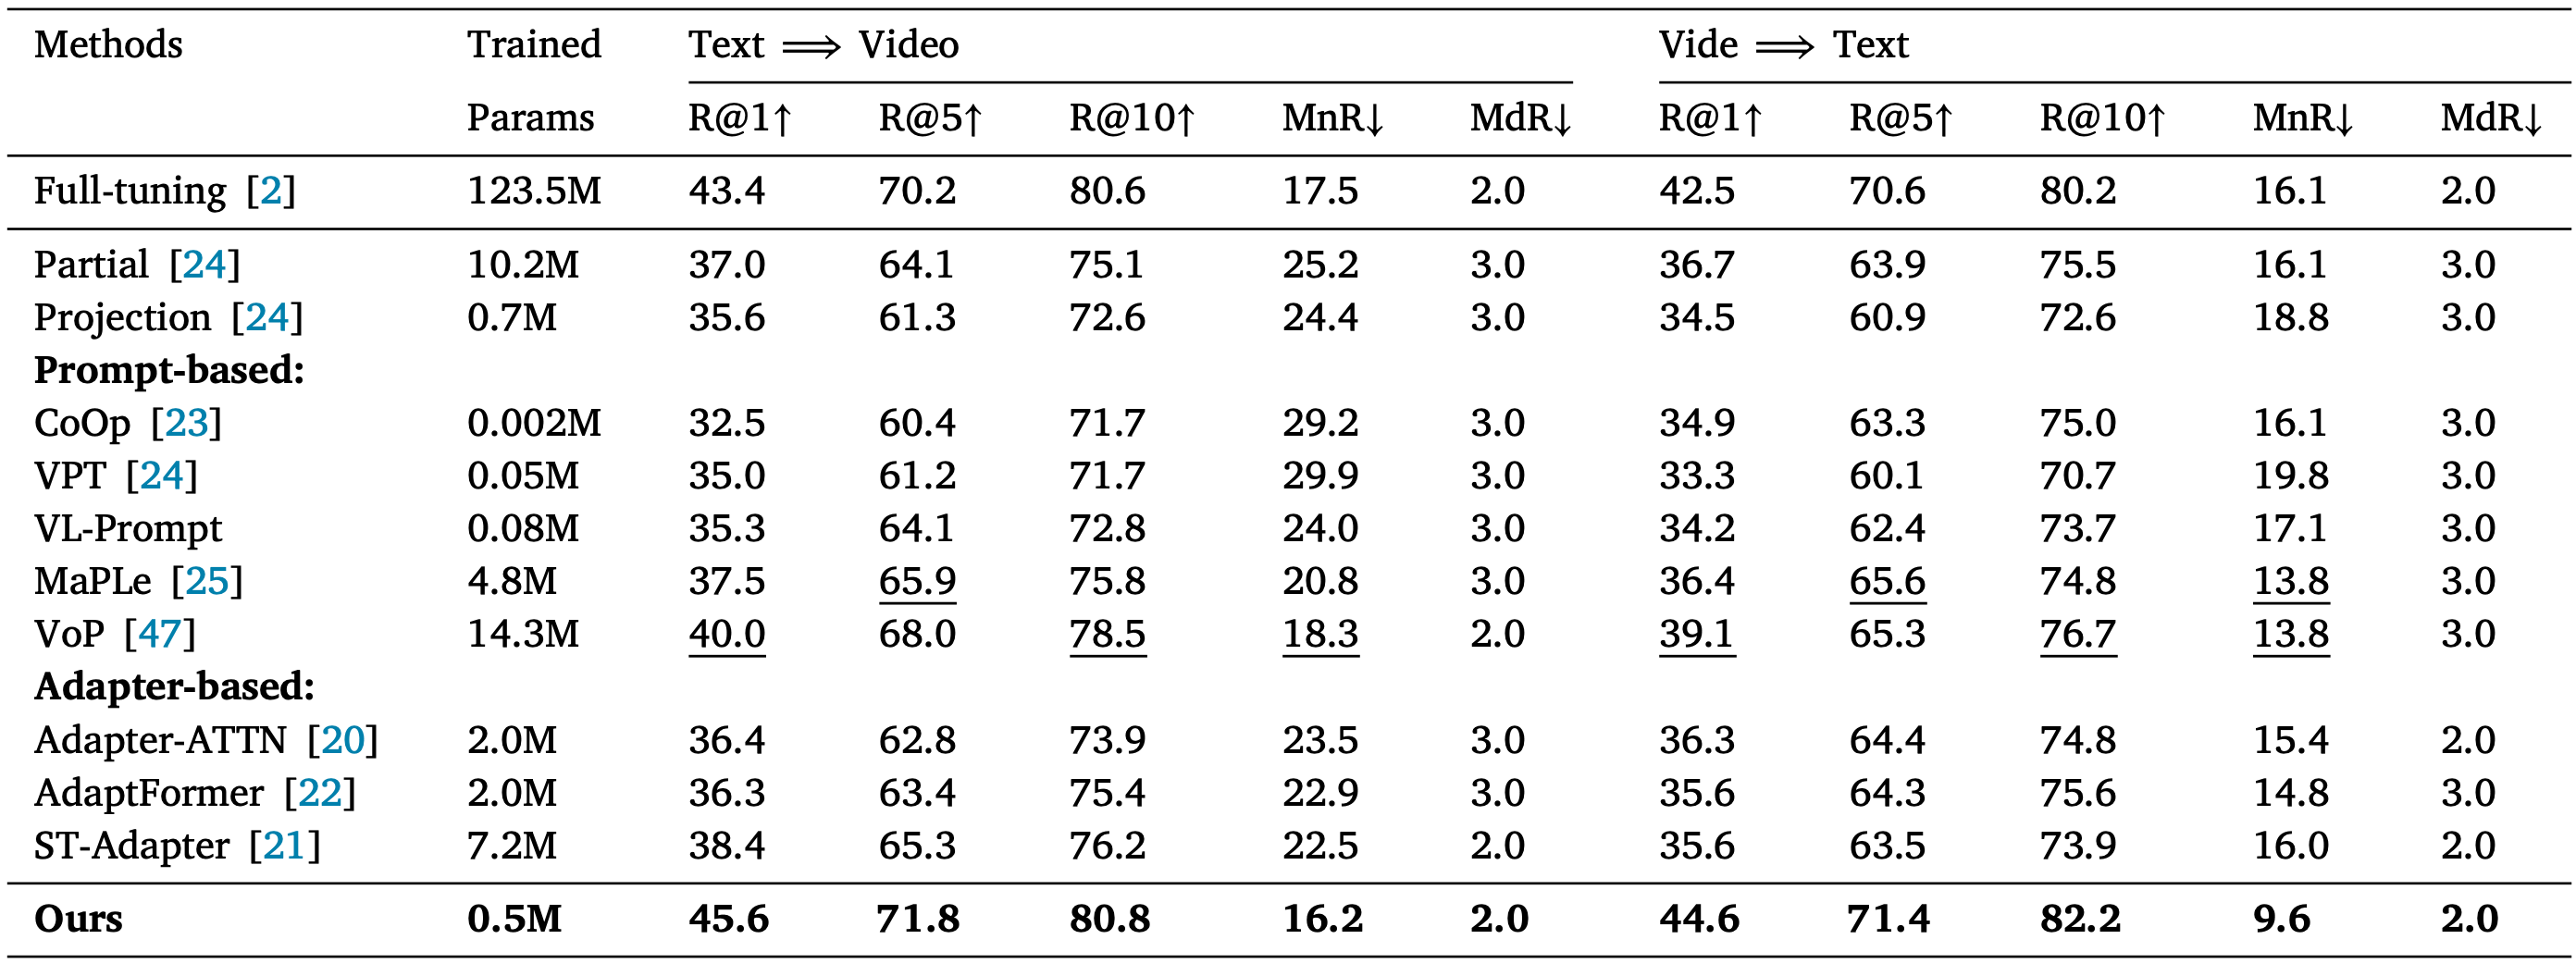 Methods Trained Text ⟹ Video Vide ⟹ Text
Params R@1↑ R@5↑ R@10↑ MnR↓ MdR↓ R@1↑ R@5↑ R@10↑ MnR↓ MdR↓
Full-tuning [2] 123.5M 43.4 70.2 80.6 17.5 2.0 42.5 70.6 80.2 16.1 2.0
Partial [24] 10.2M 37.0 64.1 75.1 25.2 3.0 36.7 63.9 75.5 16.1 3.0
Projection [24] 0.7M 35.6 61.3 72.6 24.4 3.0 34.5 60.9 72.6 18.8 3.0
Prompt-based:
CoOp [23] 0.002M 32.5 60.4 71.7 29.2 3.0 34.9 63.3 75.0 16.1 3.0
VPT [24] 0.05M 35.0 61.2 71.7 29.9 3.0 33.3 60.1 70.7 19.8 3.0
VL-Prompt 0.08M 35.3 64.1 72.8 24.0 3.0 34.2 62.4 73.7 17.1 3.0
MaPLe [25] 4.8M 37.5 65.9 75.8 20.8 3.0 36.4 65.6 74.8 13.8 3.0
VoP [47] 14.3M 40.0 68.0 78.5 18.3 2.0 39.1 65.3 76.7 13.8 3.0
Adapter-based:
Adapter-ATTN [20] 2.0M 36.4 62.8 73.9 23.5 3.0 36.3 64.4 74.8 15.4 2.0
AdaptFormer [22] 2.0M 36.3 63.4 75.4 22.9 3.0 35.6 64.3 75.6 14.8 3.0
ST-Adapter [21] 7.2M 38.4 65.3 76.2 22.5 2.0 35.6 63.5 73.9 16.0 2.0
Ours 0.5M 45.6 71.8 80.8 16.2 2.0 44.6 71.4 82.2 9.6 2.0